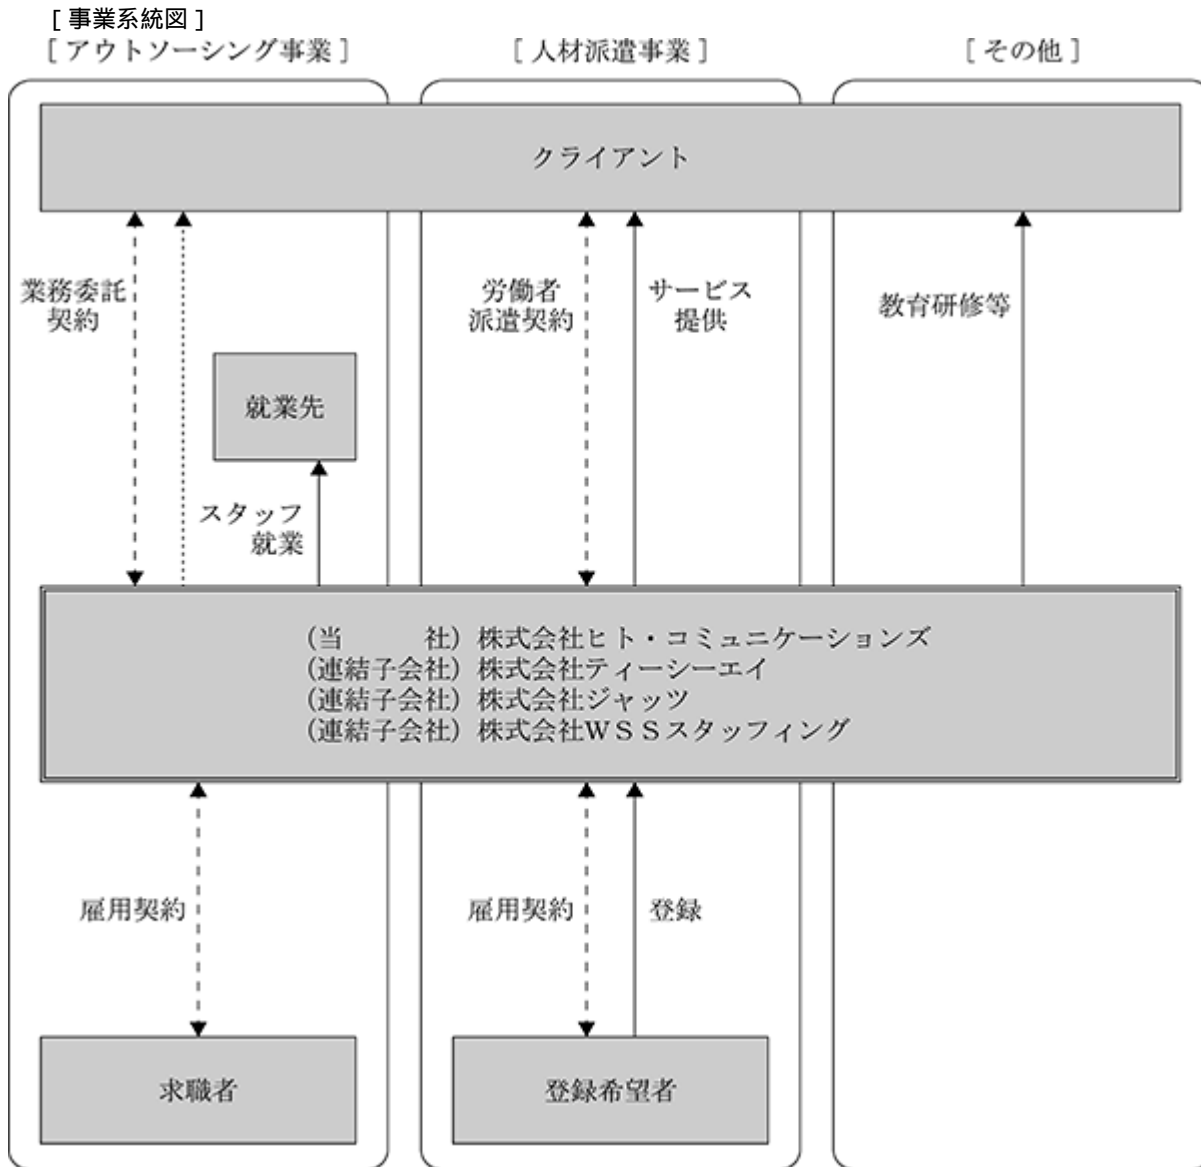 [ 事業系統図 ]
[ アウトソーシング事業 ]
[ 人材派遣事業 ]
[ その他 ]
クライアント
業務委託
契約
労働者
派遣契約
サービス
提供
教育研修等
就業先
スタッフ
就業
(当　　　社) 株式会社ヒト・コミュニケーションズ
(連結子会社) 株式会社ティーシーエイ
(連結子会社) 株式会社ジャッツ
(連結子会社) 株式会社WSSスタッフィング
雇用契約
雇用契約
登録
求職者
登録希望者